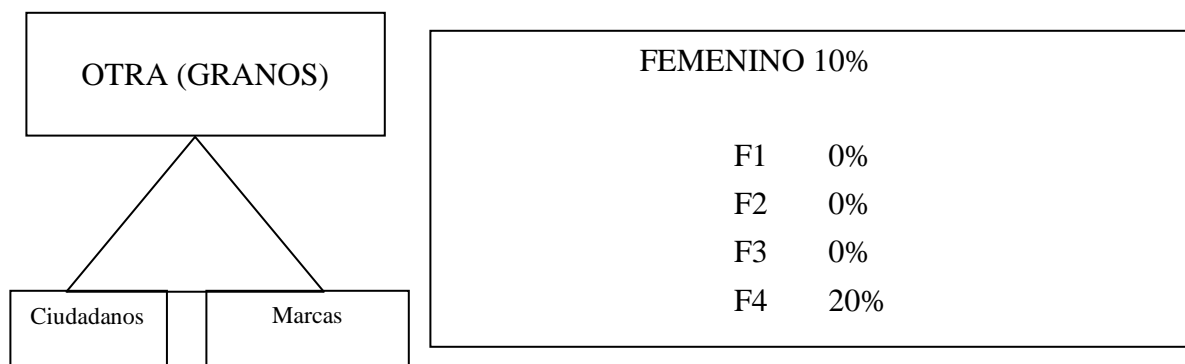 OTRA (GRANOS)
Ciudadanos
Marcas
FEMENINO 10%
F1 0%
F2 0%
F3 0%
F4 20%